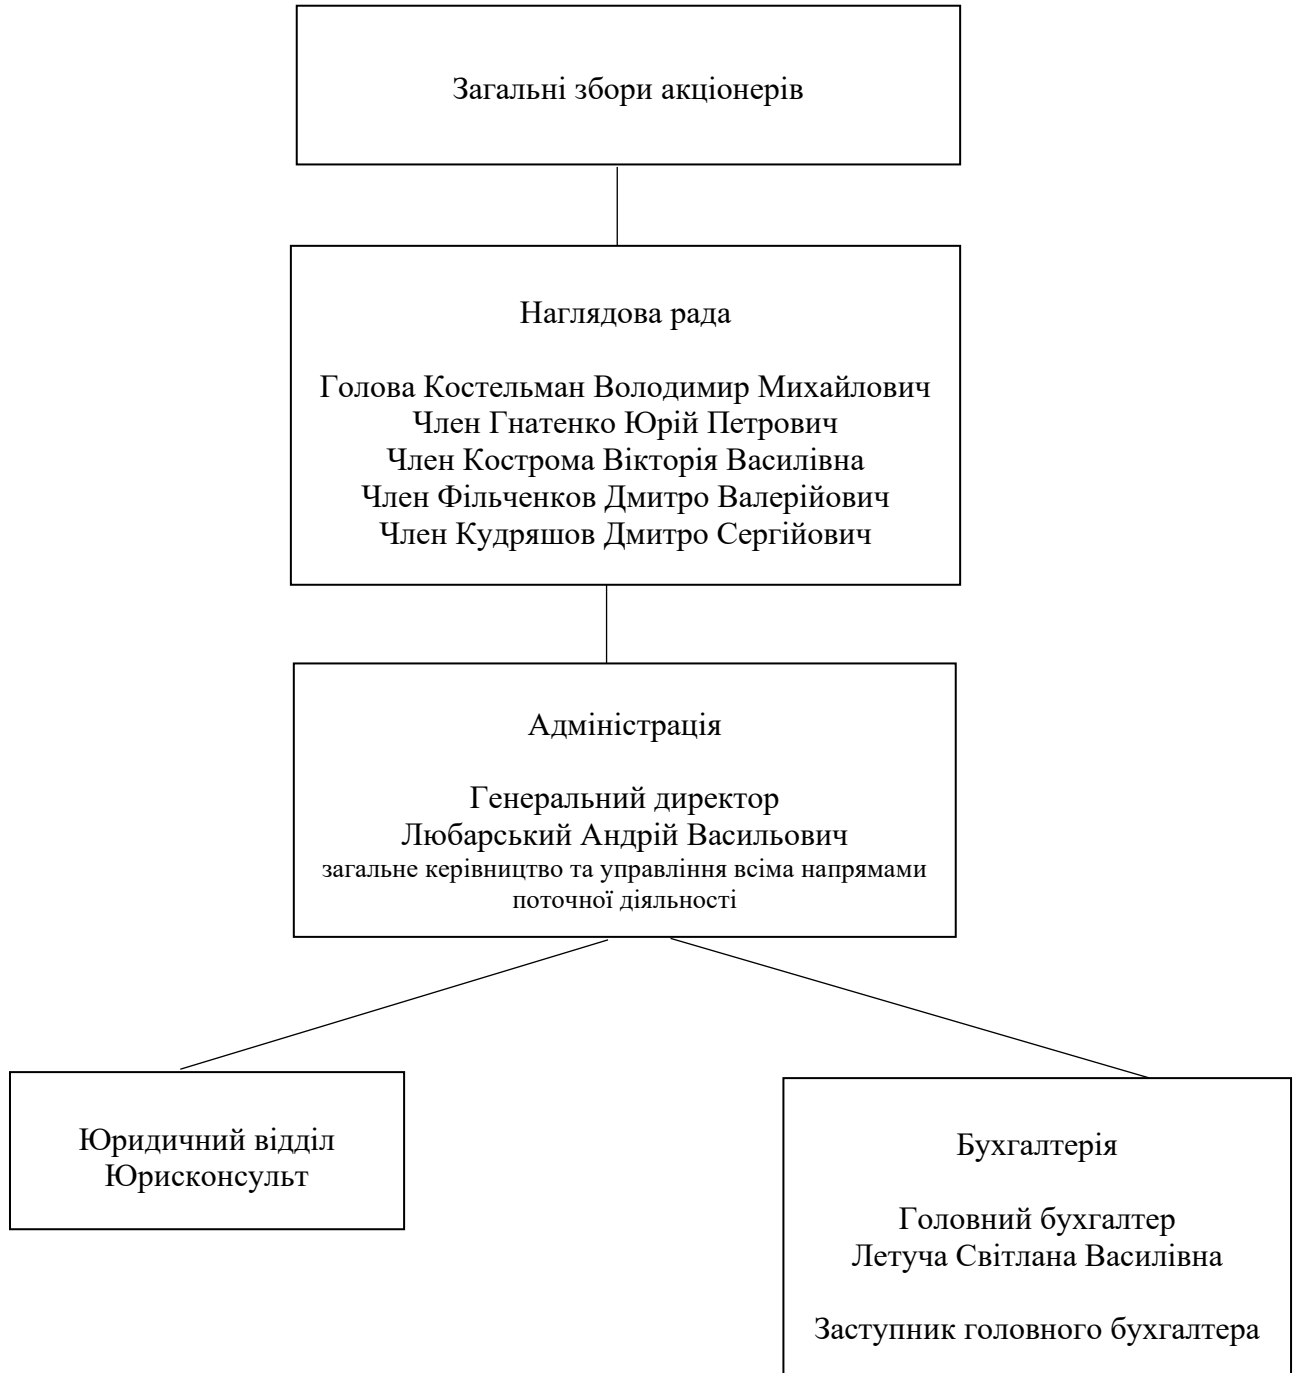 Загальні збори акціонерів
Наглядова рада
Голова Костельман Володимир Михайлович
Член Гнатенко Юрій Петрович
Член Кострома Вікторія Василівна
Член Фільченков Дмитро Валерійович
Член Кудряшов Дмитро Сергійович
Адміністрація
Генеральний директор
Любарський Андрій Васильович
загальне керівництво та управління всіма напрямами
поточної діяльності
Юридичний відділ
Юрисконсульт
Бухгалтерія
Головний бухгалтер
Летуча Світлана Василівна
Заступник головного бухгалтера